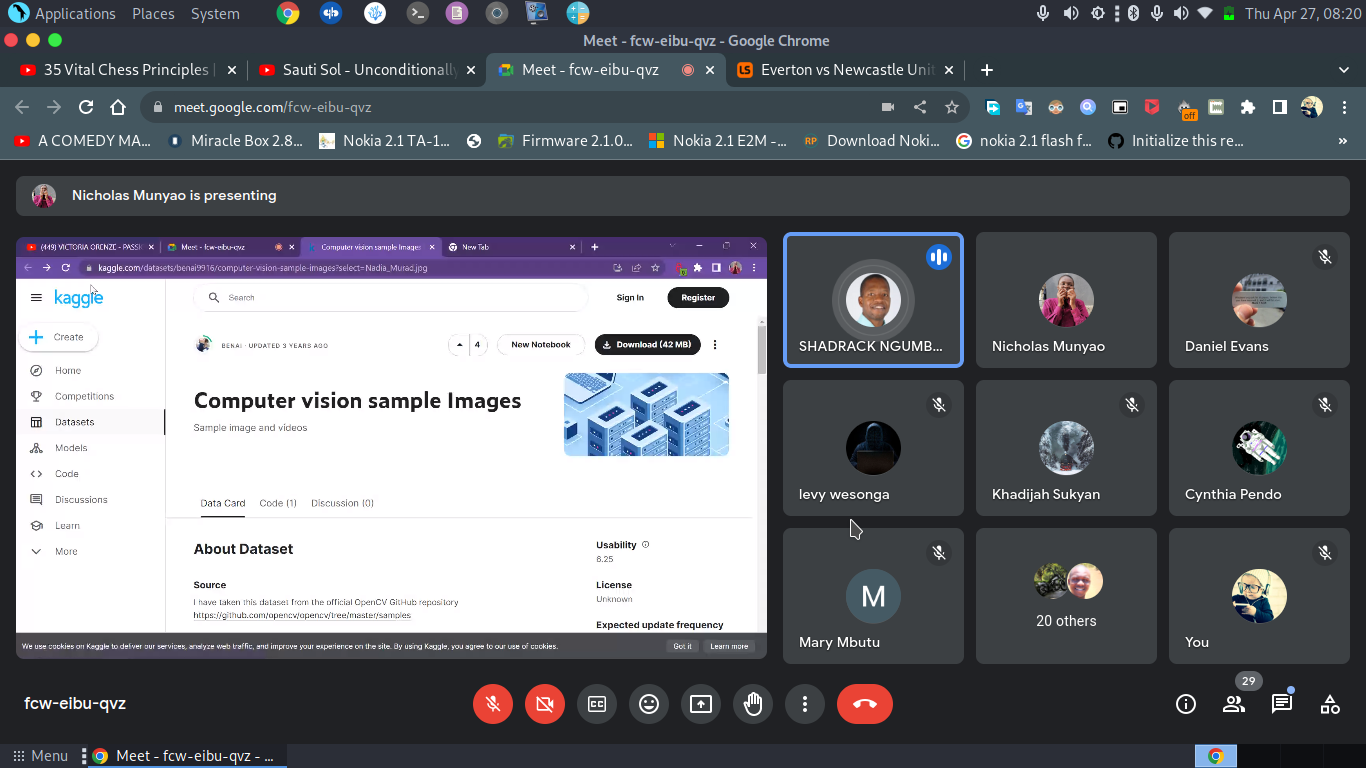 Applications Places System Thu Apr 27, 08:20
Meet - fcw-eibu-qvz - Google Chrome
35 Vital Chess Principles | Sauti Sol - Unconditionally Meet - fcw-eibu-qvz Everton vs Newcastle Unit
meet.google.com/fcw-eibu-qvz
off
A COMEDY MA... Miracle Box 2.8... Nokia 2.1 TA-1... Firmware 2.1.0... Nokia 2.1 E2M -... RP Download Noki... nokia 2.1 flash f... Initialize this re... »
Nicholas Munyao is presenting
(449) VICTORIA ORENZE - PASSI Meet - fcw-eibu-qvz Computer vision sample Images New Tab
kaggle.com/datasets/benai9916/computer-vision-sample-images?select=Nadia_Murad.jpg
kaggle
Search
Sign In
Register
Create
Home
Competitions
Datasets
Models
Code
Discussions
Learn
More
BENAI · UPDATED 3 YEARS AGO
4
New Notebook
Download (42 MB)
Computer vision sample Images
Sample image and videos
Data Card Code (1) Discussion (0)
About Dataset
Source
I have taken this dataset from the official OpenCV GitHub repository
https://github.com/opencv/opencv/tree/master/samples
Usability
6.25
License
Unknown
Expected update frequency
We use cookies on Kaggle to deliver our services, analyze web traffic, and improve your experience on the site. By using Kaggle, you agree to our use of cookies.
Got it
Learn more
SHADRACK NGUMB...
Nicholas Munyao
Daniel Evans
levy wesonga
Khadijah Sukyan
Cynthia Pendo
M
Mary Mbutu
20 others
You
fcw-eibu-qvz
29
Menu Meet - fcw-eibu-qvz - ...